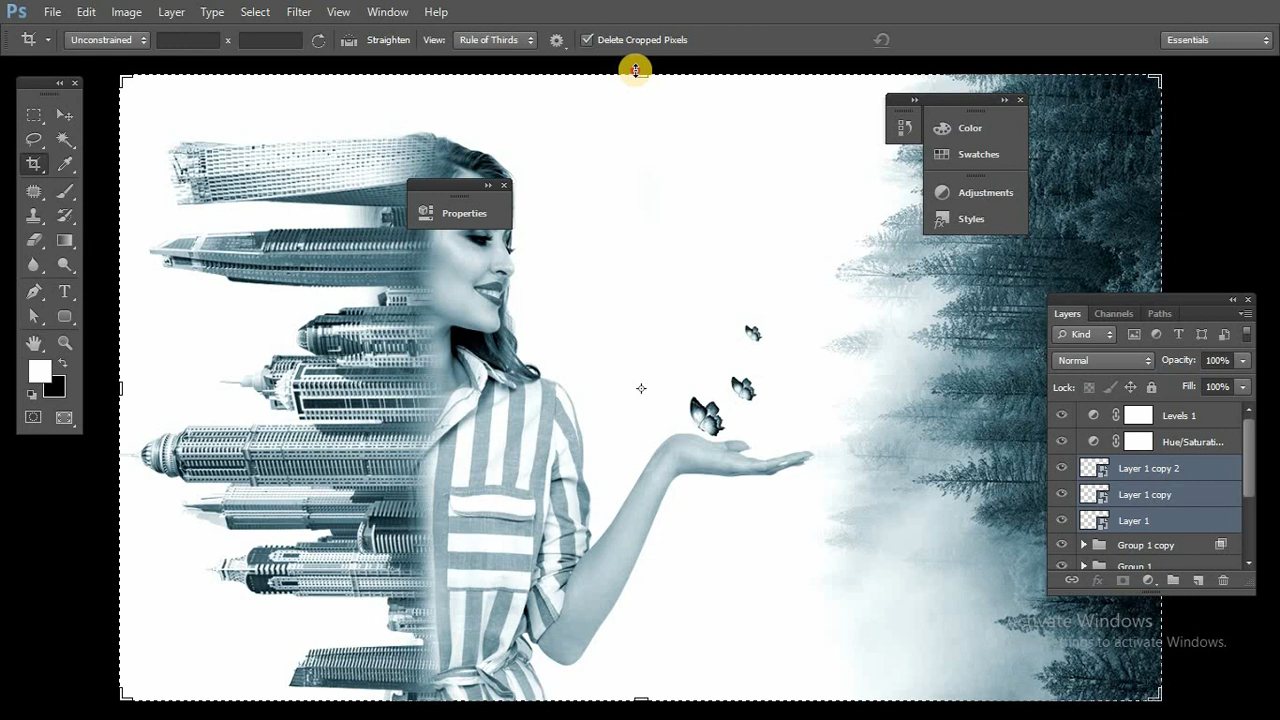 Ps File Edit Image Layer Type Select Filter View Window Help
Unconstrained x Straighten View: Rule of Thirds Delete Cropped Pixels Essentials
Color
Swatches
Adjustments
Styles
Properties
Layers Channels Paths
Kind
Normal Opacity: 100%
Lock: Fill: 100%
Levels 1
Hue/Saturati...
Layer 1 copy 2
Layer 1 copy
Layer 1
Group 1 copy
Group 1
Activate Windows
to activate Windows.